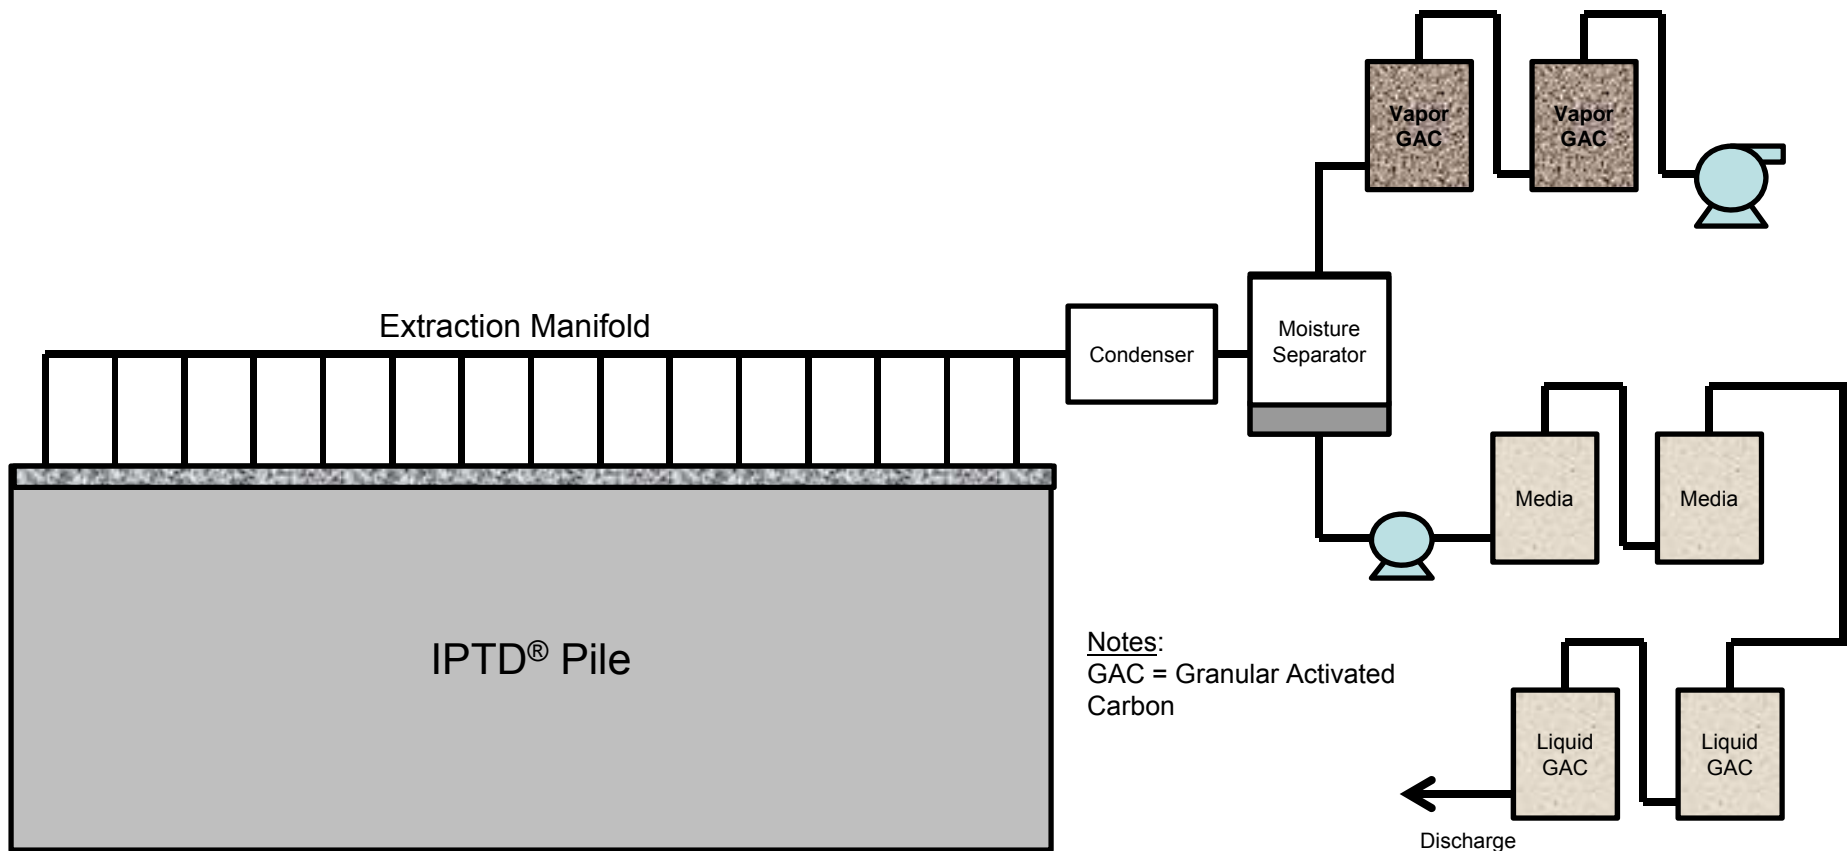 Vapor
GAC
Vapor
GAC
Extraction Manifold
Condenser
Moisture
Separator
Media
Media
IPTD® Pile
Notes:
GAC = Granular Activated
Carbon
Liquid
GAC
Liquid
GAC
Discharge